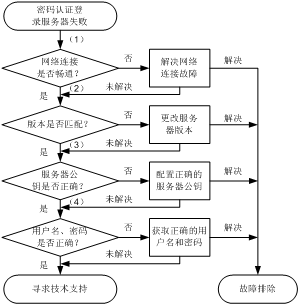 密码认证登
录服务器失败
(1)
网络连接
是否畅通?
否
解决网络
连接故障
解决
(2)
未解决
是
版本是否匹配?
否
更改服务
器版本
解决
(3)
未解决
是
服务器公
钥是否正确?
否
配置正确的
服务器公钥
解决
(4)
未解决
是
用户名、密码
是否正确?
否
获取正确的用
户名和密码
解决
未解决
是
寻求技术支持
故障排除